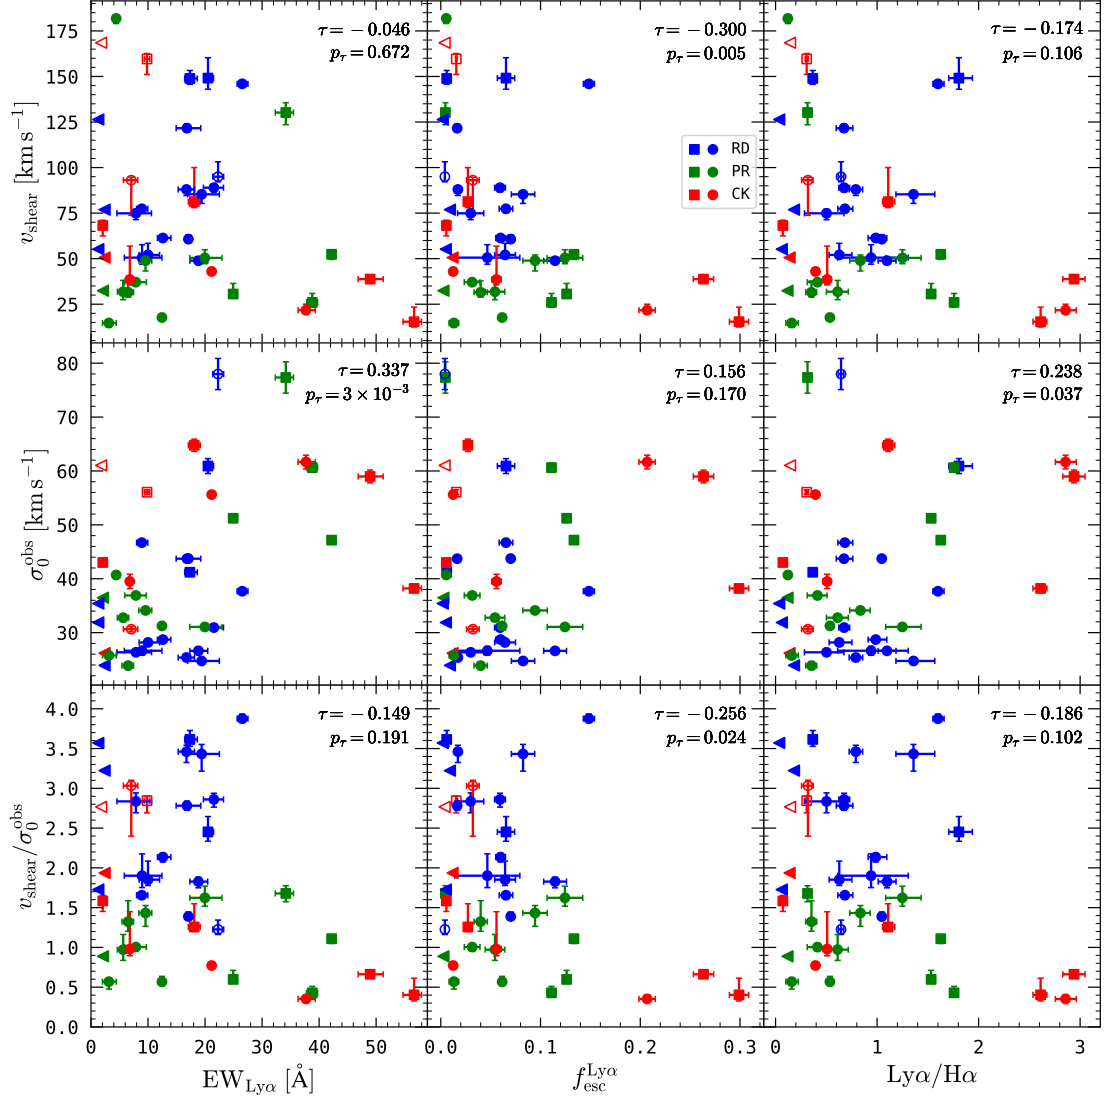 175
150
125
100
75
50
25
v_shear [km s⁻¹]
τ = −0.046
p_τ = 0.672
τ = −0.300
p_τ = 0.005
RD
PR
CK
τ = −0.174
p_τ = 0.106
80
70
60
50
40
30
σ₀^obs [km s⁻¹]
τ = 0.337
p_τ = 3 × 10⁻³
τ = 0.156
p_τ = 0.170
τ = 0.238
p_τ = 0.037
4.0
3.5
3.0
2.5
2.0
1.5
1.0
0.5
0.0
v_shear/σ₀^obs
τ = −0.149
p_τ = 0.191
τ = −0.256
p_τ = 0.024
τ = −0.186
p_τ = 0.102
0 10 20 30 40 50
0.0 0.1 0.2 0.3
0 1 2 3
EW_Lyα [Å]
f_esc^Lyα
Lyα/Hα